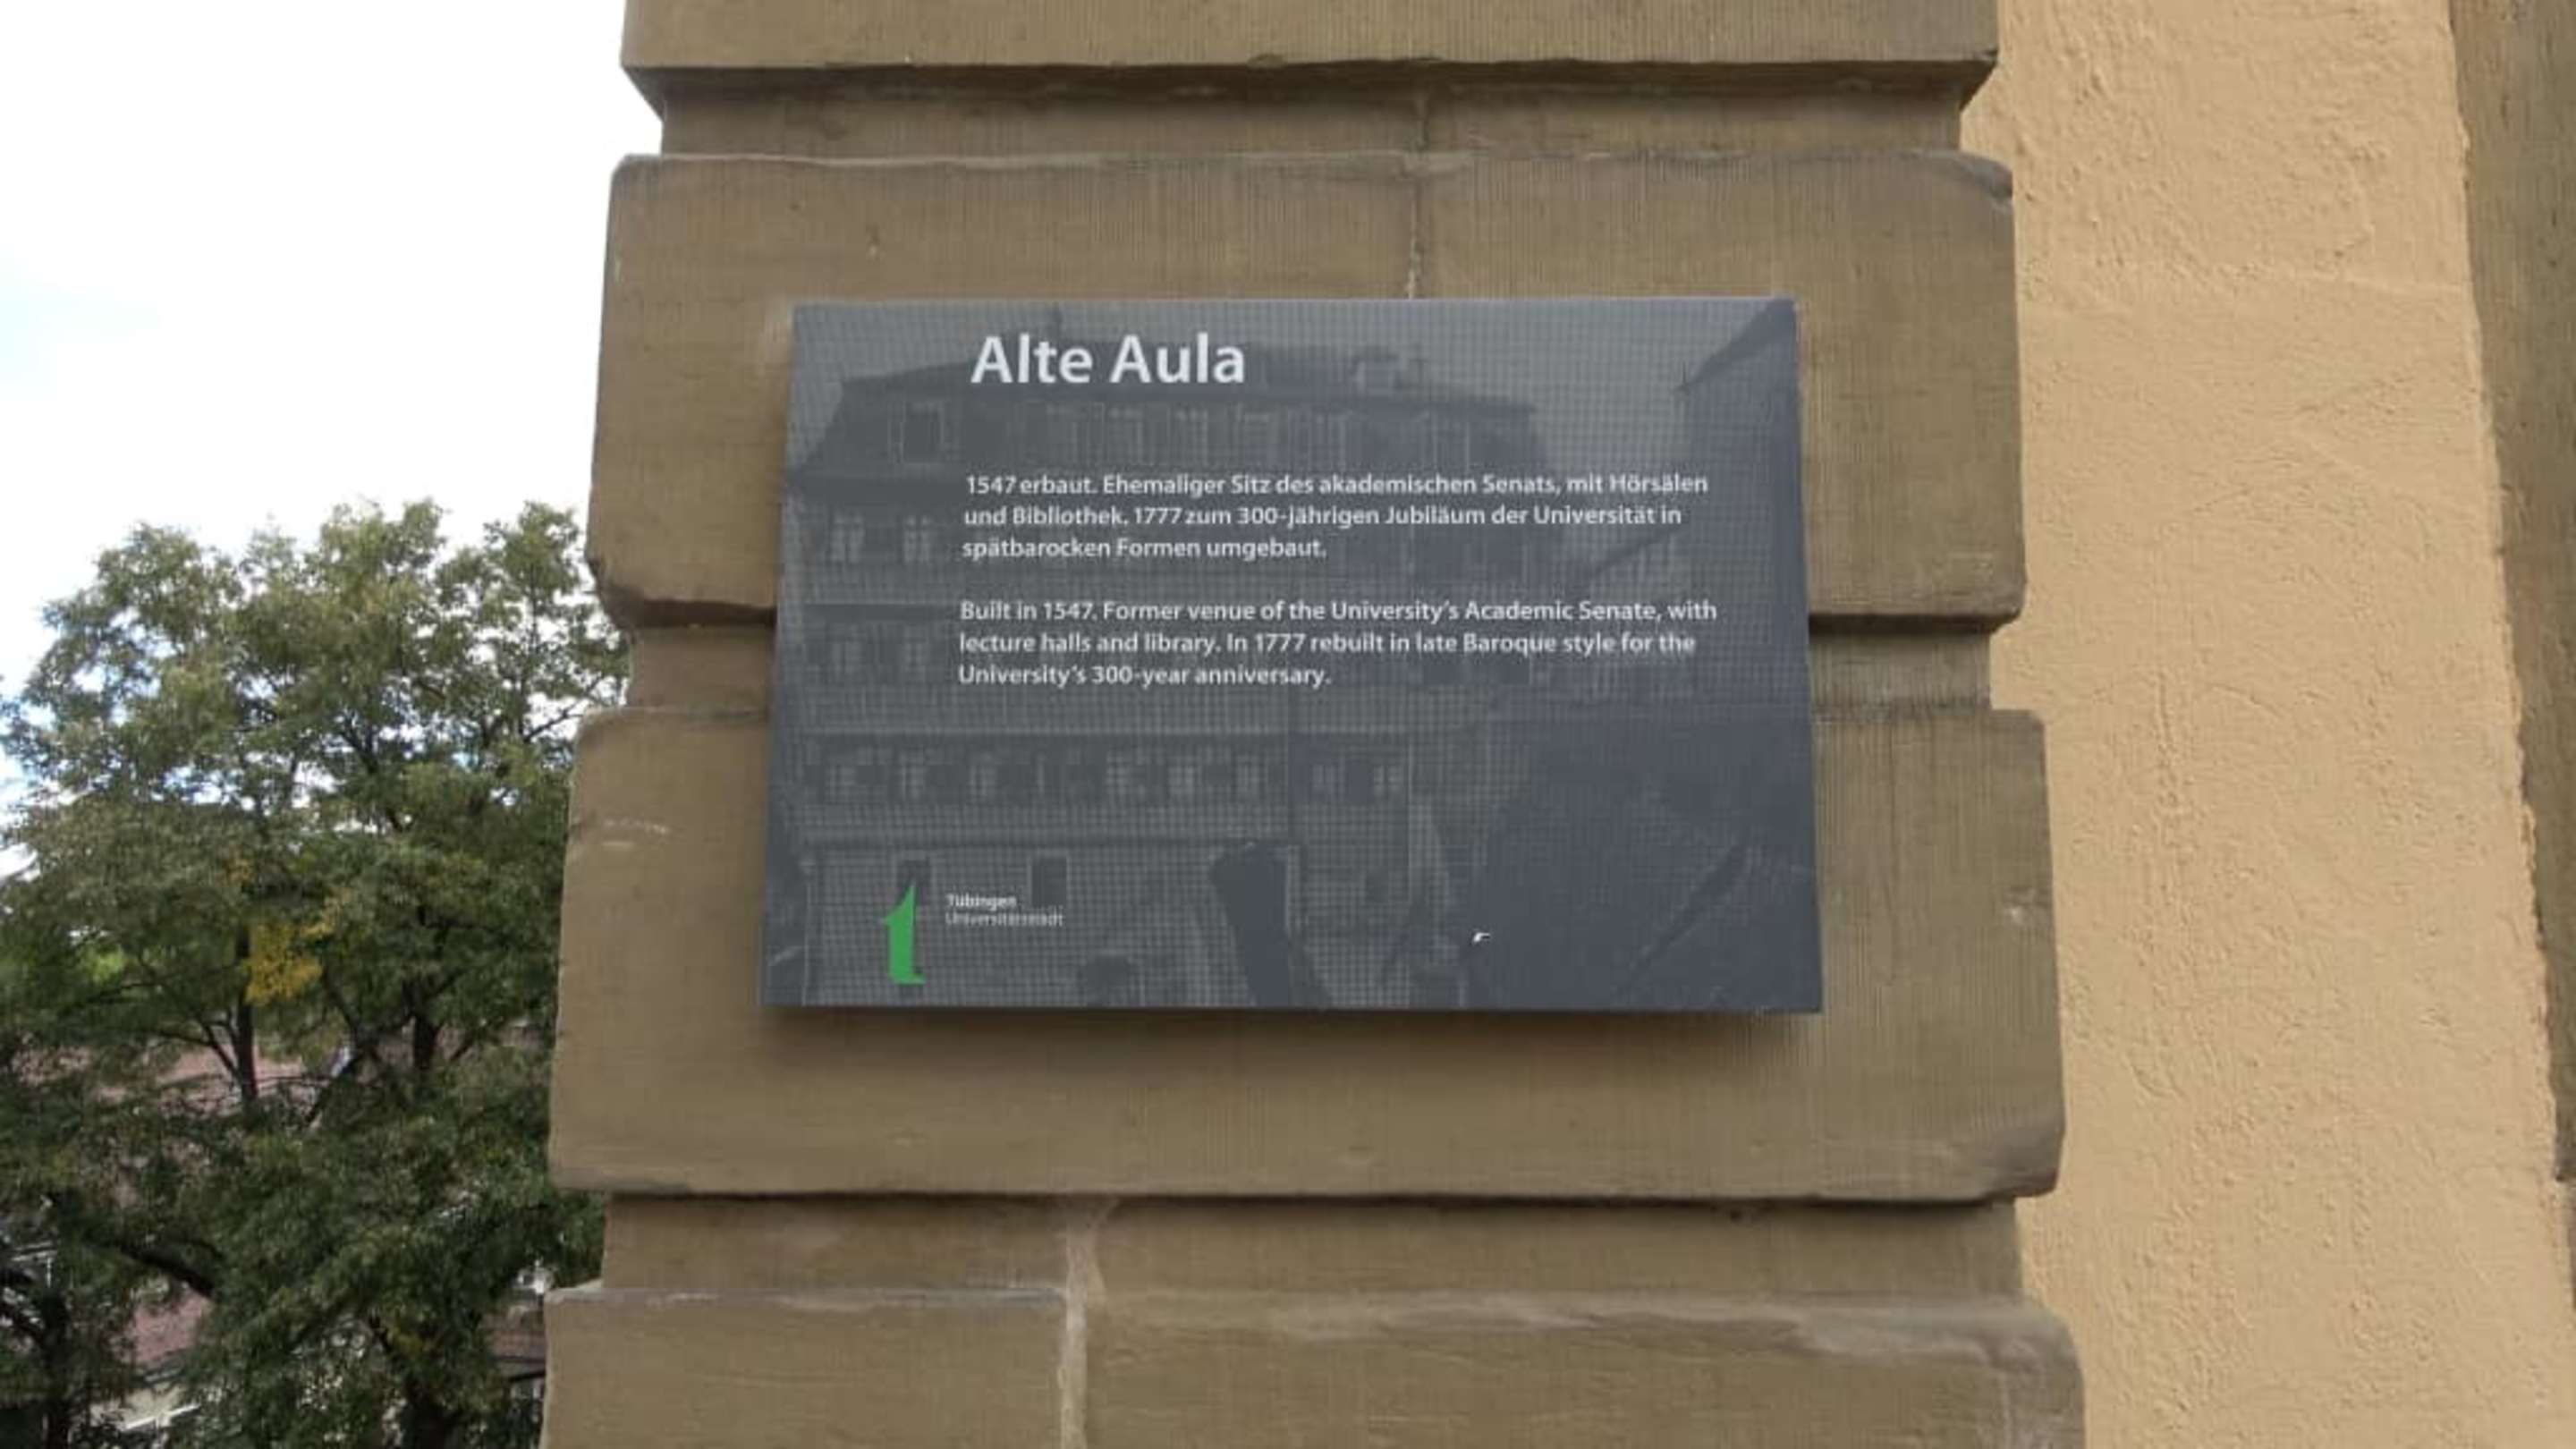 Alte Aula
1547 erbaut. Ehemaliger Sitz des akademischen Senats, mit Hörsälen
und Bibliothek. 1777 zum 300-jährigen Jubiläum der Universität in
spätbarocken Formen umgebaut.
Built in 1547. Former venue of the University's Academic Senate, with
lecture halls and library. In 1777 rebuilt in late Baroque style for the
University's 300-year anniversary.
t
Tübingen
Universitätsstadt